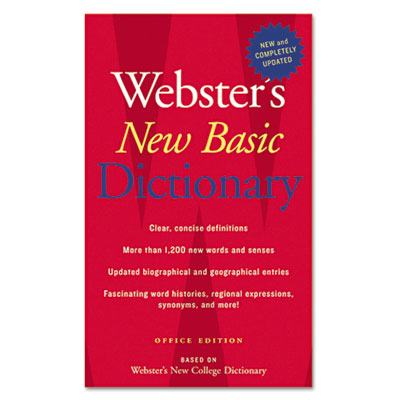 NEW and
COMPLETELY
UPDATED
Webster's
New Basic
Dictionary
Clear, concise definitions
More than 1,200 new words and senses
Updated biographical and geographical entries
Fascinating word histories, regional expressions,
synonyms, and more!
OFFICE EDITION
BASED ON
Webster's New College Dictionary